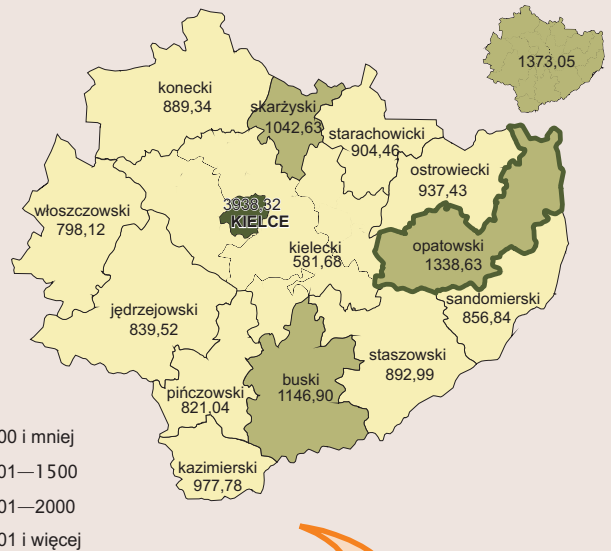 1373,05
konecki
889,34
skarżyski
1042,63
starachowicki
904,46
ostrowiecki
937,43
włoszczowski
798,12
3938,32
KIELCE
kielecki
581,68
opatowski
1338,63
sandomierski
856,84
jędrzejowski
839,52
staszowski
892,99
buski
1146,90
pińczowski
821,04
kazimierski
977,78
00 i mniej
01—1500
01—2000
01 i więcej